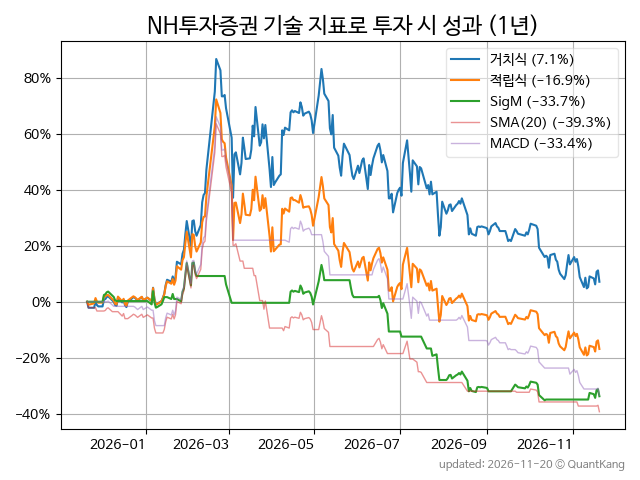 NH투자증권 기술 지표로 투자 시 성과 (1년)
거치식 (7.1%)
적립식 (−16.9%)
SigM (−33.7%)
SMA(20) (−39.3%)
MACD (−33.4%)
80%
60%
40%
20%
0%
−20%
−40%
2026-01 2026-03 2026-05 2026-07 2026-09 2026-11
updated: 2026-11-20 © QuantKang